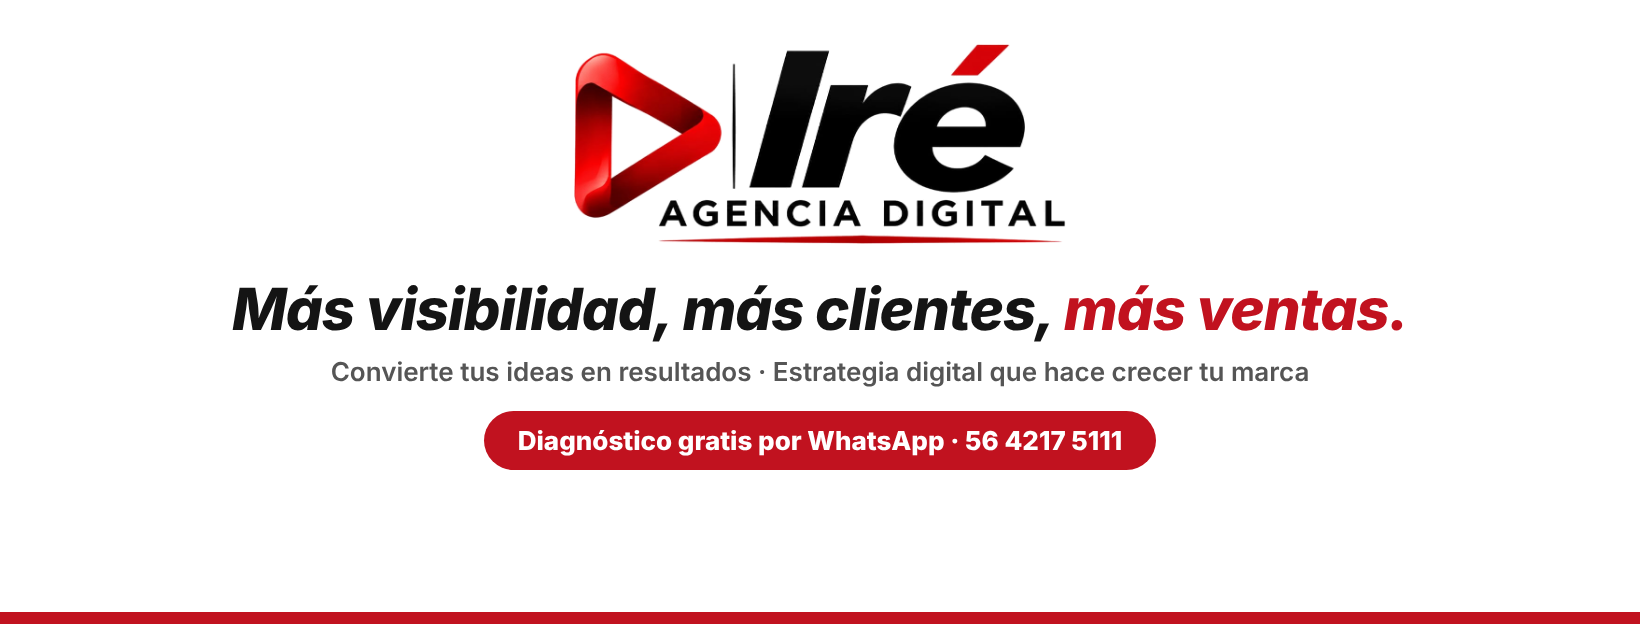 Iré
AGENCIA DIGITAL
Más visibilidad, más clientes, más ventas.
Convierte tus ideas en resultados · Estrategia digital que hace crecer tu marca
Diagnóstico gratis por WhatsApp · 56 4217 5111